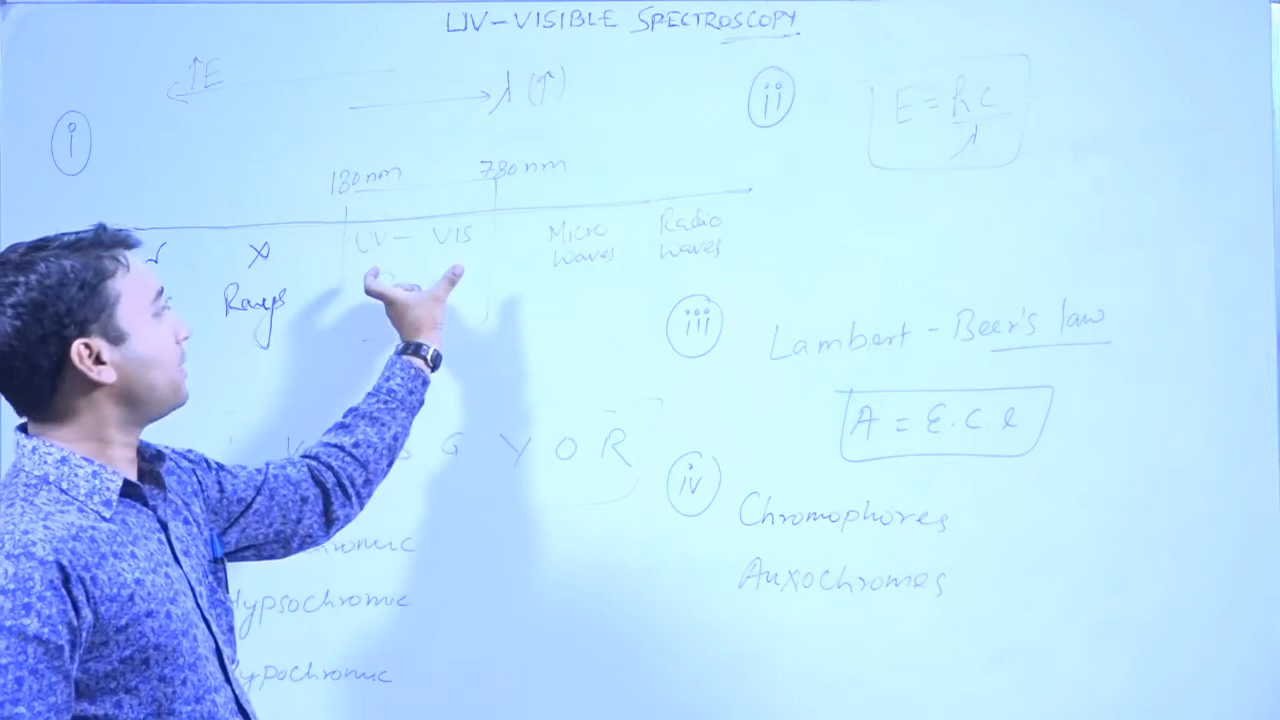 UV-VISIBLE SPECTROSCOPY
↑E
λ (↑)
i
180nm 780nm
X
Rays
UV- VIS
Micro
Waves
Radio
Waves
G Y O R
Hypsochromic
ii
E = hc
λ
iii
Lambert - Beer's law
A = ε.c l
iv
Chromophores
Auxochromes